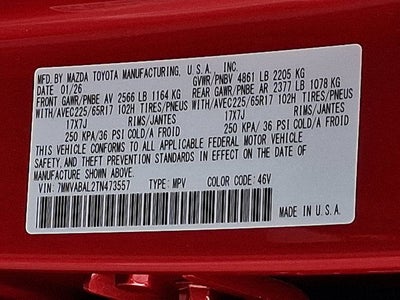 MFD. BY MAZDA TOYOTA MANUFACTURING, U.S.A., INC.
DATE 01/26 GVWR/PNBV 4861 LB 2205 KG
FRONT GAWR/PNBE AV 2566 LB 1164 KG REAR GAWR/PNBE AR 2377 LB 1078 KG
WITH/AVEC225/65R17 102H TIRES/PNEUS WITH/AVEC225/65R17 102H TIRES/PNEUS
17X7J RIMS/JANTES 17X7J RIMS/JANTES
250 KPA/36 PSI COLD/A FROID 250 KPA/36 PSI COLD/A FROID
THIS VEHICLE CONFORMS TO ALL APPLICABLE FEDERAL MOTOR VEHICLE
SAFETY, AND THEFT PREVENTION STANDARDS IN EFFECT ON THE DATE OF
MANUFACTURE SHOWN ABOVE.
VIN: 7MMVABAL2TN473557 TYPE: MPV COLOR CODE: 46V
MADE IN U.S.A.